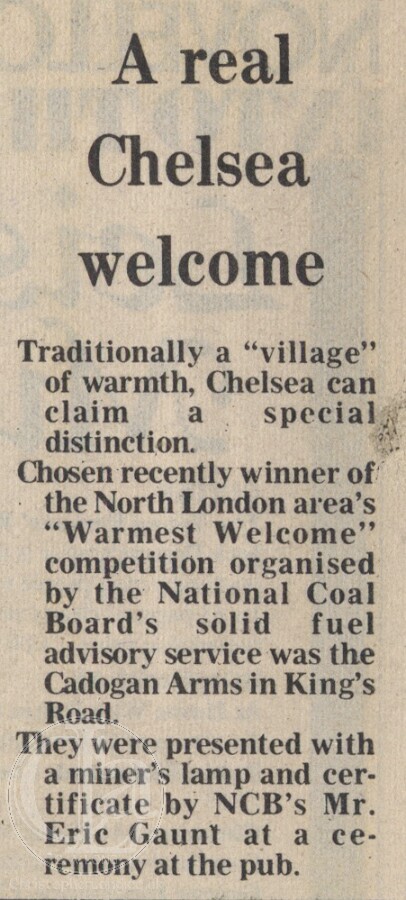 A real
Chelsea
welcome
Traditionally a “village”
of warmth, Chelsea can
claim a special
distinction.
Chosen recently winner of
the North London area’s
“Warmest Welcome”
competition organised
by the National Coal
Board’s solid fuel
advisory service was the
Cadogan Arms in King’s
Road.
They were presented with
a miner’s lamp and cer-
tificate by NCB’s Mr.
Eric Gaunt at a ce-
remony at the pub.